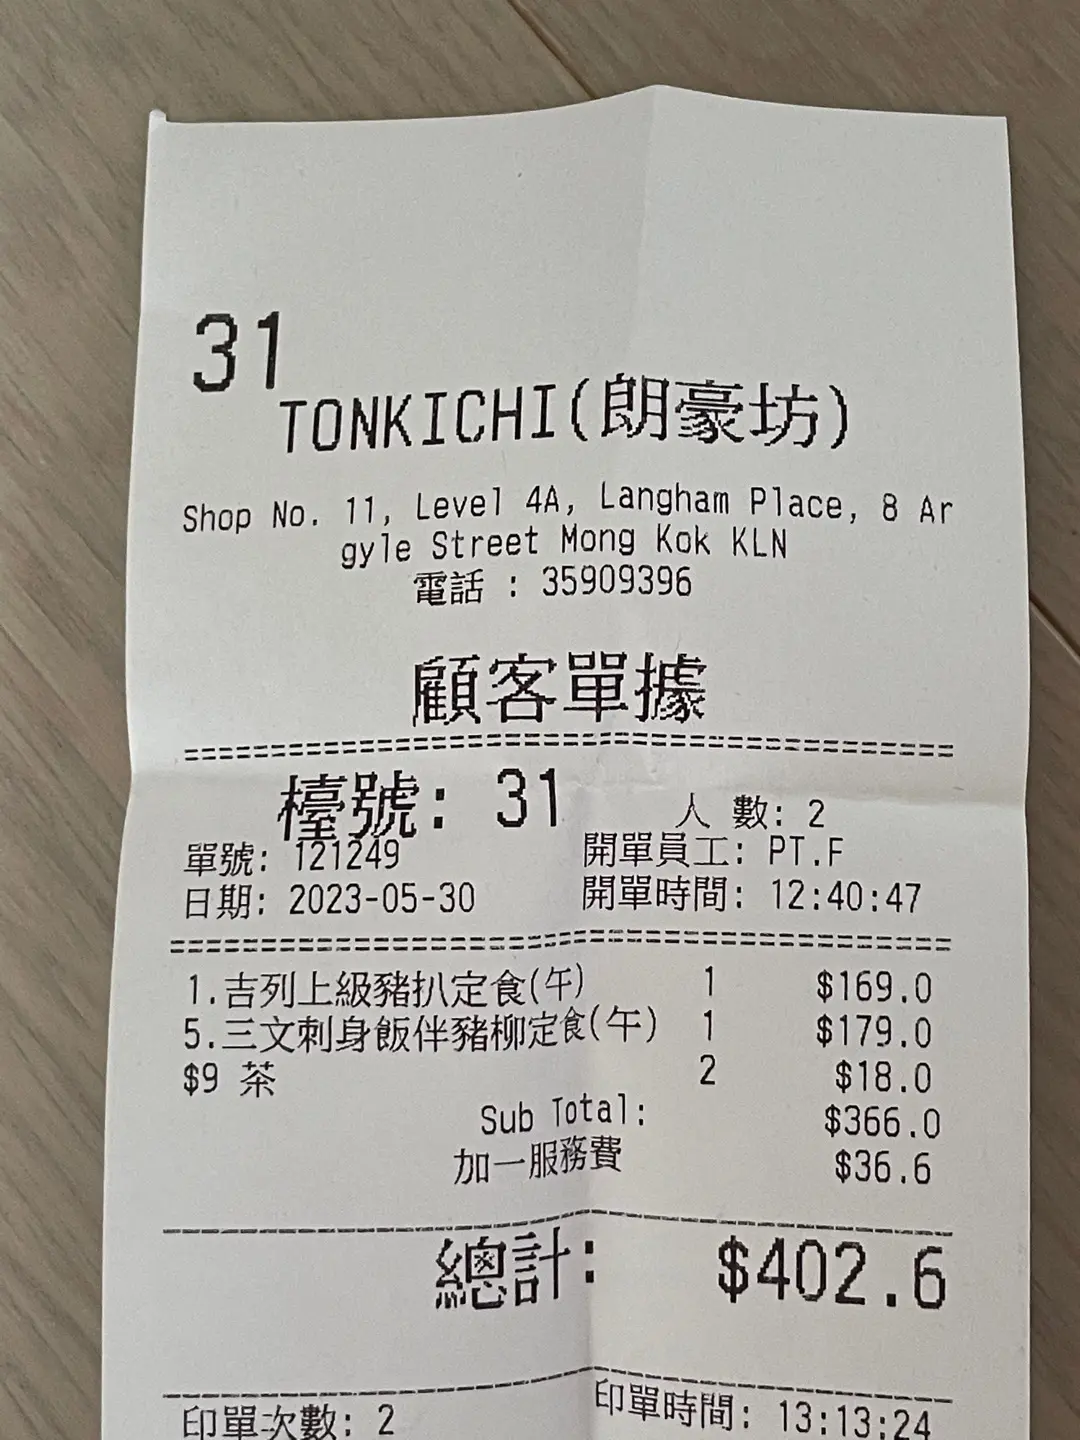 31
TONKICHI(朗豪坊)
Shop No. 11, Level 4A, Langham Place, 8 Ar
gyle Street Mong Kok KLN
電話 : 35909396
顧客單據
檯號: 31 人 數: 2
單號: 121249 開單員工: PT.F
日期: 2023-05-30 開單時間: 12:40:47
1.吉列上級豬扒定食(午) 1 $169.0
5.三文刺身飯伴豬柳定食(午) 1 $179.0
$9 茶 2 $18.0
Sub Total: $366.0
加一服務費 $36.6
總計: $402.6
印單次數: 2 印單時間: 13:13:24